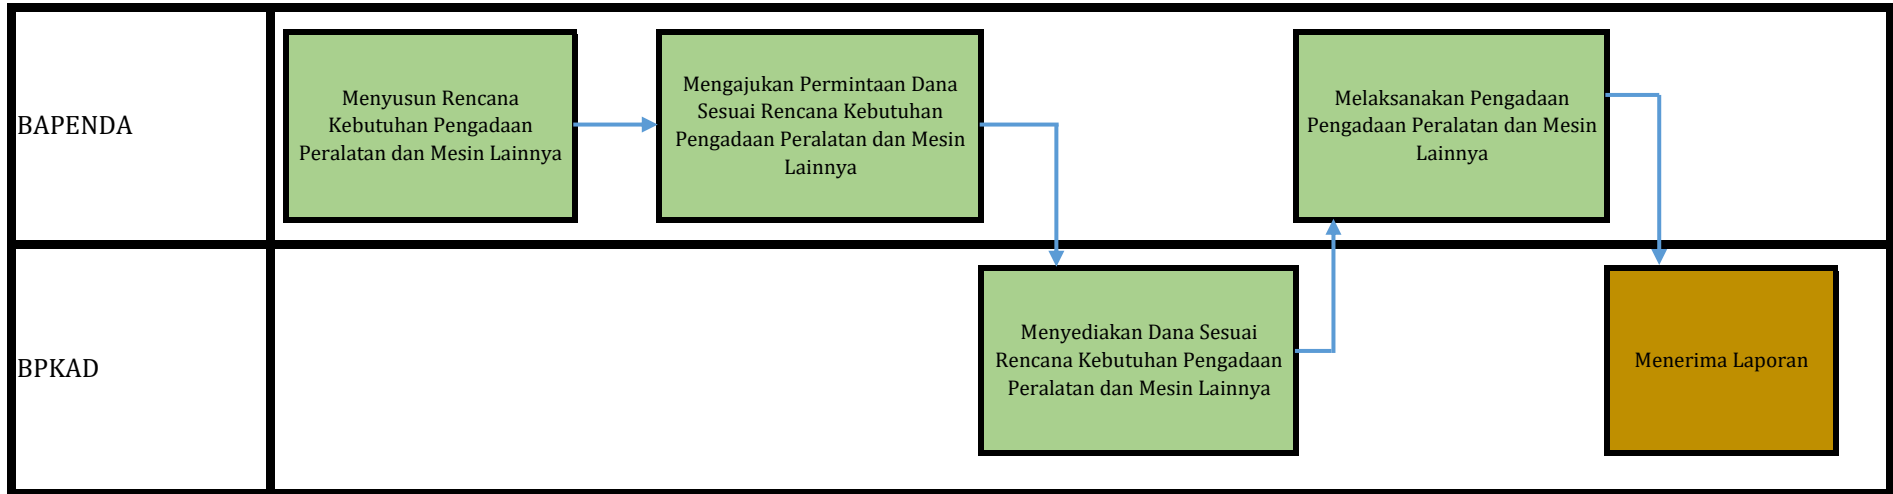 BAPENDA
Menyusun Rencana
Kebutuhan Pengadaan
Peralatan dan Mesin Lainnya
Mengajukan Permintaan Dana
Sesuai Rencana Kebutuhan
Pengadaan Peralatan dan Mesin
Lainnya
Melaksanakan Pengadaan
Pengadaan Peralatan dan Mesin
Lainnya
BPKAD
Menyediakan Dana Sesuai
Rencana Kebutuhan Pengadaan
Peralatan dan Mesin Lainnya
Menerima Laporan